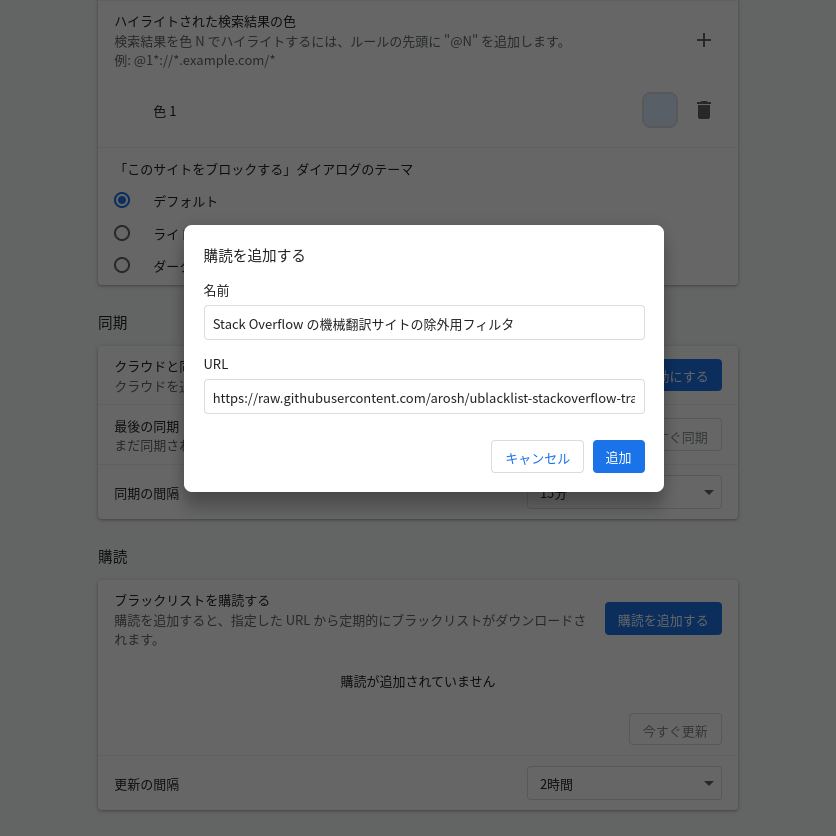 ハイライトされた検索結果の色
検索結果を色 N でハイライトするには、ルールの先頭に "@N" を追加します。
例: @1*://*.example.com/*
色 1
「このサイトをブロックする」ダイアログのテーマ
デフォルト
ライ
ダー
購読を追加する
名前
Stack Overflow の機械翻訳サイトの除外用フィルタ
URL
https://raw.githubusercontent.com/arosh/ublacklist-stackoverflow-tra
キャンセル
追加
同期
クラウドと同
にする
クラウドを
最後の同期
まだ同期さ
すぐ同期
同期の間隔
15分
購読
ブラックリストを購読する
購読を追加すると、指定した URL から定期的にブラックリストがダウンロードさ
れます。
購読を追加する
購読が追加されていません
今すぐ更新
更新の間隔
2時間